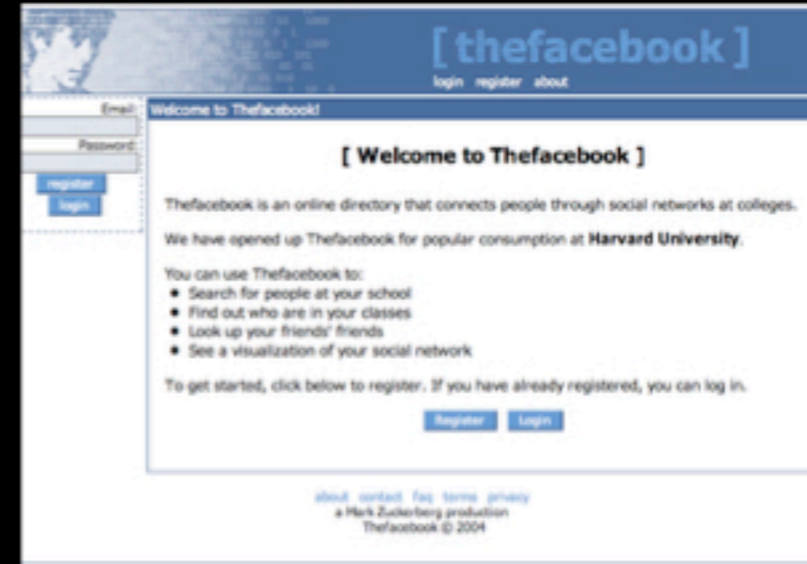 [ thefacebook ]
login register about
Email:
Password:
register
login
Welcome to Thefacebook!
[ Welcome to Thefacebook ]
Thefacebook is an online directory that connects people through social networks at colleges.
We have opened up Thefacebook for popular consumption at Harvard University.
You can use Thefacebook to:
• Search for people at your school
• Find out who are in your classes
• Look up your friends' friends
• See a visualization of your social network
To get started, click below to register. If you have already registered, you can log in.
Register Login
about contact faq terms privacy
a Mark Zuckerberg production
Thefacebook © 2004